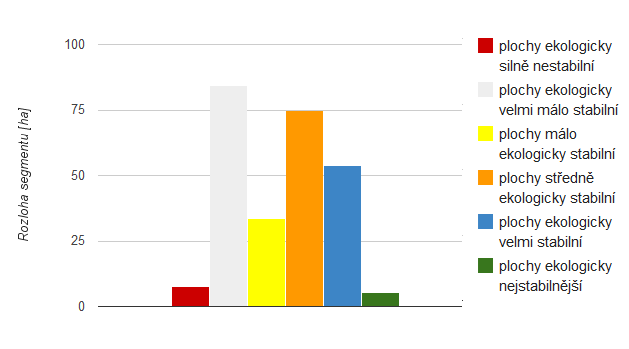 100
75
50
25
0
Rozloha segmentu [ha]
plochy ekologicky
silně nestabilní
plochy ekologicky
velmi málo stabilní
plochy málo
ekologicky stabilní
plochy středně
ekologicky stabilní
plochy ekologicky
velmi stabilní
plochy ekologicky
nejstabilnější